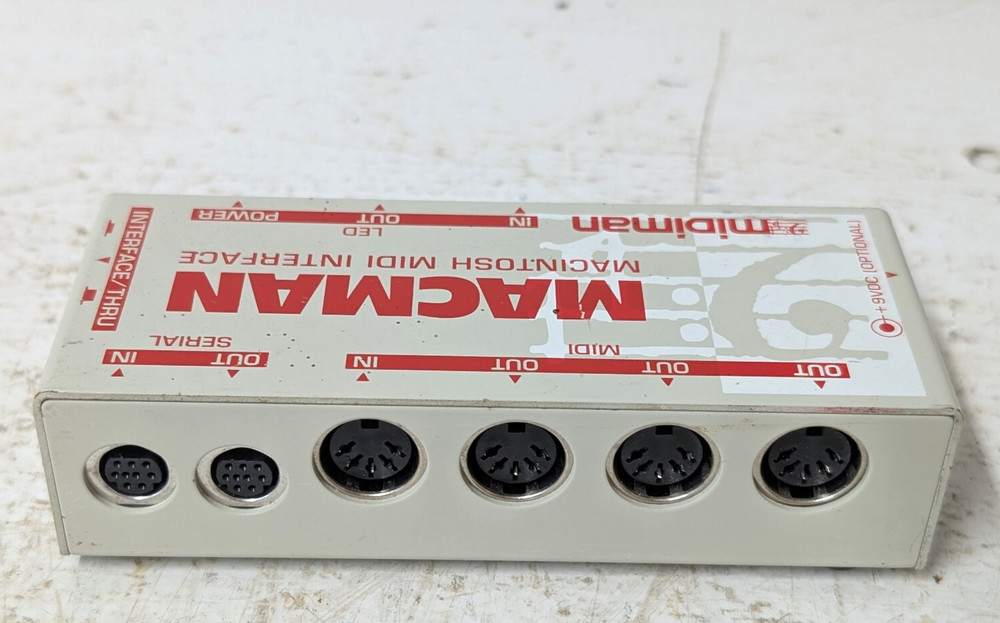 OUT OUT OUT IN
MIDI
OUT IN
SERIAL
MACMAN
MACINTOSH MIDI INTERFACE
midiman
LED
IN OUT POWER
+9VDC (OPTIONAL)
INTERFACE/THRU